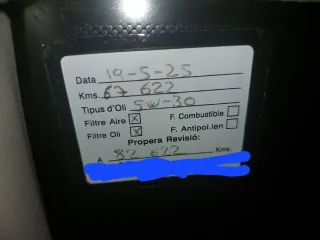 Data 19-5-25
Kms. 67 622
Tipus d'Oli 5W-30
Filtre Aire ☒ F. Combustible ☐
Filtre Oli ☒ F. Antipol.len ☐
Propera Revisió:
A 82 622 Kms.